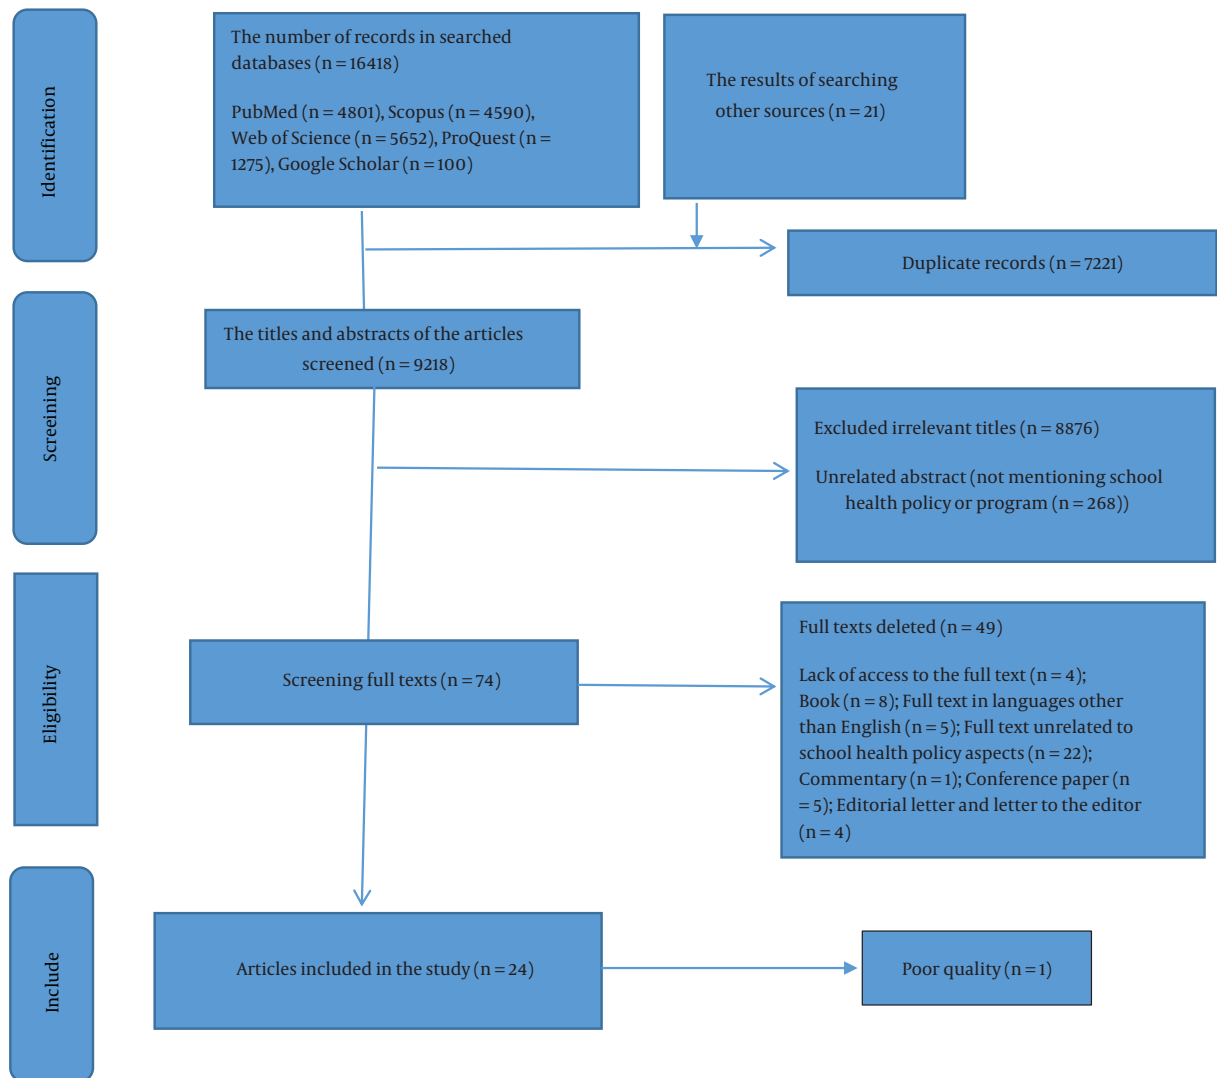 Identification
The number of records in searched
databases (n = 16418)
PubMed (n = 4801), Scopus (n = 4590),
Web of Science (n = 5652), ProQuest (n =
1275), Google Scholar (n = 100)
The results of searching
other sources (n = 21)
Duplicate records (n = 7221)
Screeining
The titles and abstracts of the articles
screened (n = 9218)
Excluded irrelevant titles (n = 8876)
Unrelated abstract (not mentioning school
health policy or program (n = 268))
Eligibility
Screening full texts (n = 74)
Full texts deleted (n = 49)
Lack of access to the full text (n = 4);
Book (n = 8); Full text in languages other
than English (n = 5); Full text unrelated to
school health policy aspects (n = 22);
Commentary (n = 1); Conference paper (n
= 5); Editorial letter and letter to the editor
(n = 4)
Include
Articles included in the study (n = 24)
Poor quality (n = 1)